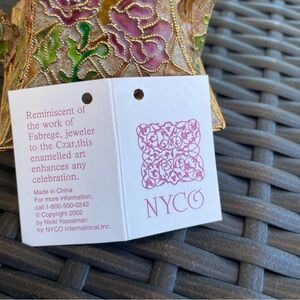 Reminiscent of
the work of
Fabregé, jeweler
to the Czar,this
enamelled art
enhances any
celebration.
Made in China
For more information,
call 1-800-500-0242
© Copyright 2002
by Nicki Yassaman
for NYCO International,Inc.
NYCO